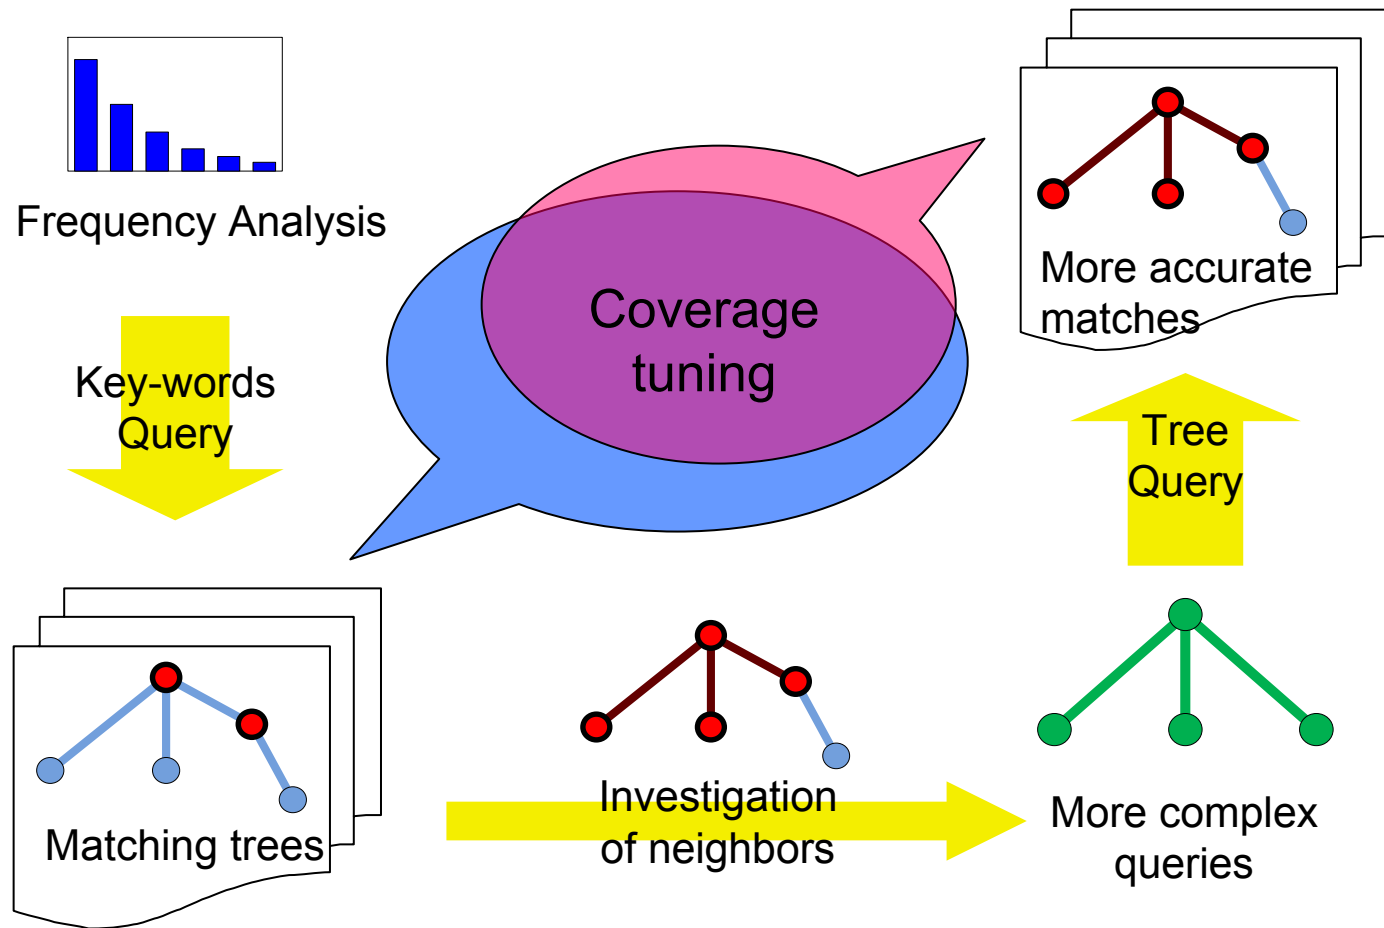 Frequency Analysis
Key-words
Query
Matching trees
Coverage
tuning
Investigation
of neighbors
More complex
queries
Tree
Query
More accurate
matches